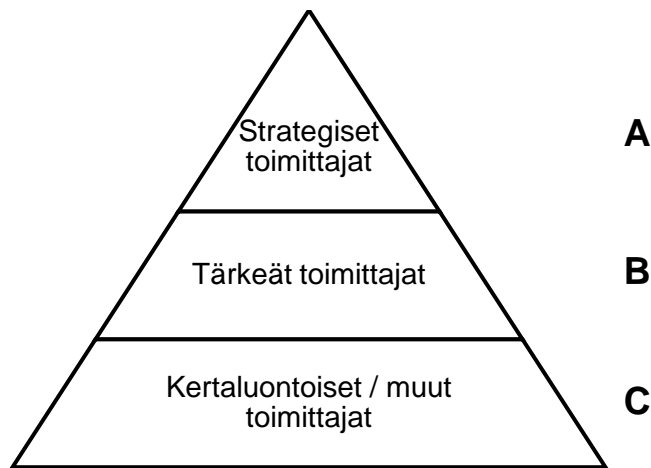 Strategiset
toimittajat
A
Tärkeät toimittajat
B
Kertaluontoiset / muut
toimittajat
C